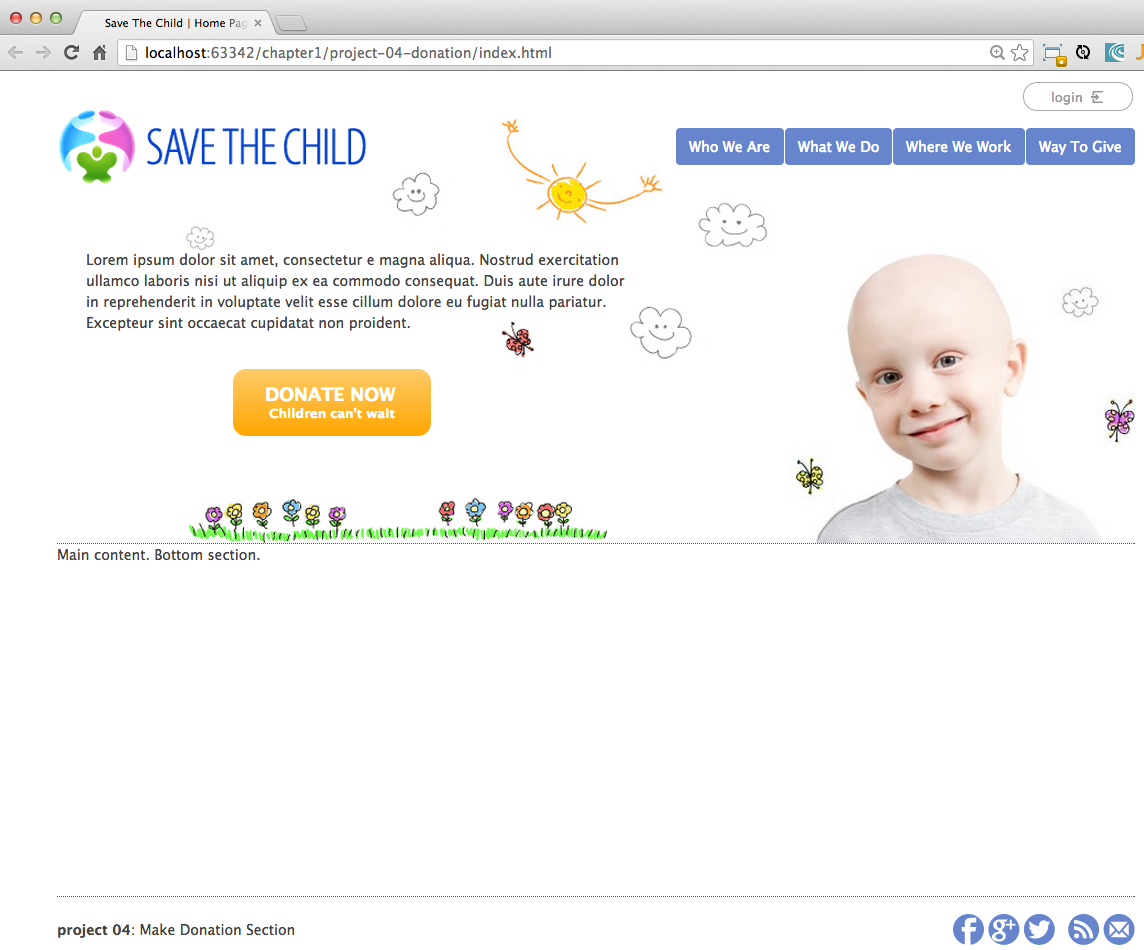 Save The Child | Home Pag
localhost:63342/chapter1/project-04-donation/index.html
login
SAVE THE CHILD
Who We Are
What We Do
Where We Work
Way To Give
Lorem ipsum dolor sit amet, consectetur e magna aliqua. Nostrud exercitation
ullamco laboris nisi ut aliquip ex ea commodo consequat. Duis aute irure dolor
in reprehenderit in voluptate velit esse cillum dolore eu fugiat nulla pariatur.
Excepteur sint occaecat cupidatat non proident.
DONATE NOW
Children can't wait
Main content. Bottom section.
project 04: Make Donation Section